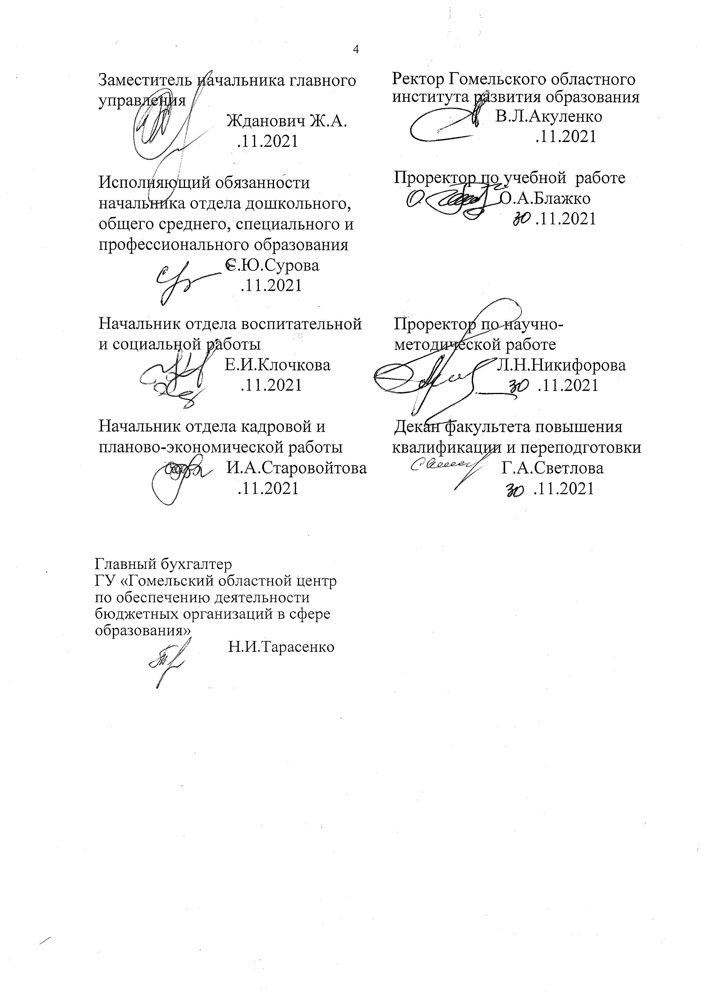 4
Заместитель начальника главного
управления
Жданович Ж.А.
.11.2021
Исполняющий обязанности
начальника отдела дошкольного,
общего среднего, специального и
профессионального образования
Є.Ю.Сурова
.11.2021
Начальник отдела воспитательной
и социальной работы
Е.И.Клочкова
.11.2021
Начальник отдела кадровой и
планово-экономической работы
И.А.Старовойтова
.11.2021
Главный бухгалтер
ГУ «Гомельский областной центр
по обеспечению деятельности
бюджетных организаций в сфере
образования»
Н.И.Тарасенко
Ректор Гомельского областного
института развития образования
В.Л.Акуленко
.11.2021
Проректор по учебной работе
О.А.Блажко
30 .11.2021
Проректор по научно-
методической работе
Л.Н.Никифорова
30 .11.2021
Декан факультета повышения
квалификации и переподготовки
Г.А.Светлова
30 .11.2021